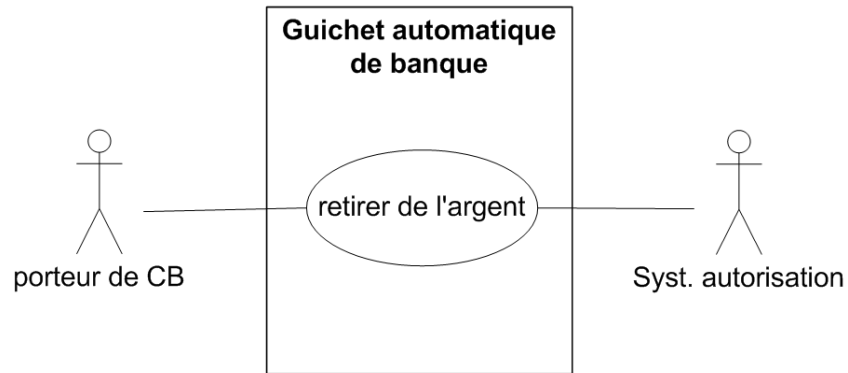 Guichet automatique
de banque
retirer de l'argent
porteur de CB
Syst. autorisation